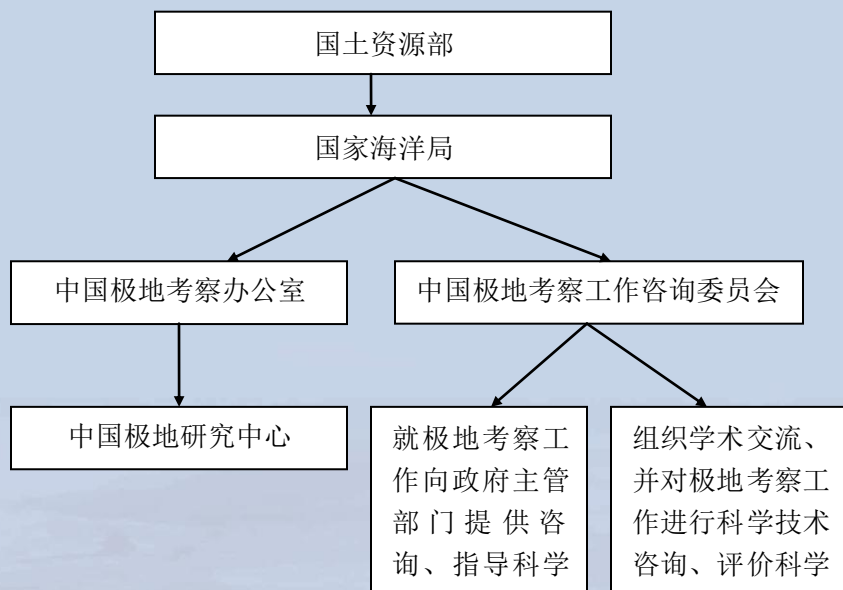 国土资源部
国家海洋局
中国极地考察办公室
中国极地考察工作咨询委员会
中国极地研究中心
就极地考察工
作向政府主管
部门提供咨
询、指导科学
组织学术交流、
并对极地考察工
作进行科学技术
咨询、评价科学